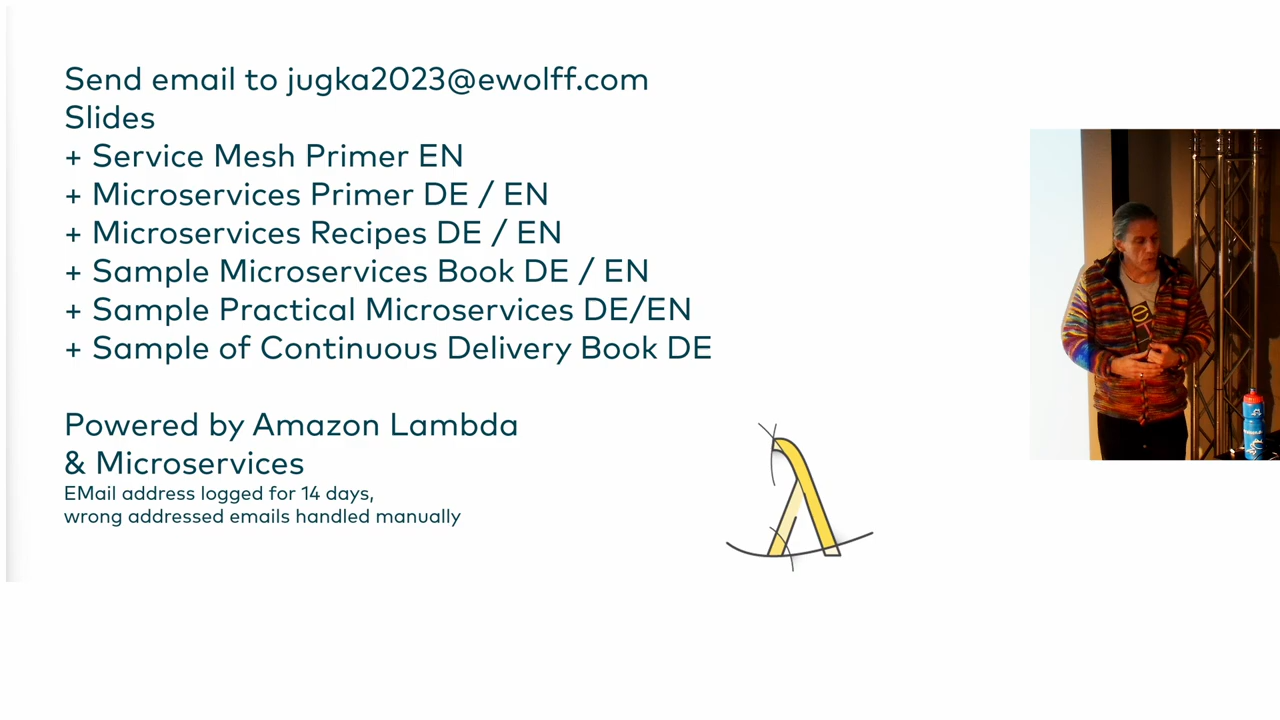 Send email to jugka2023@ewolff.com
Slides
+ Service Mesh Primer EN
+ Microservices Primer DE / EN
+ Microservices Recipes DE / EN
+ Sample Microservices Book DE / EN
+ Sample Practical Microservices DE/EN
+ Sample of Continuous Delivery Book DE
Powered by Amazon Lambda
& Microservices
EMail address logged for 14 days,
wrong addressed emails handled manually